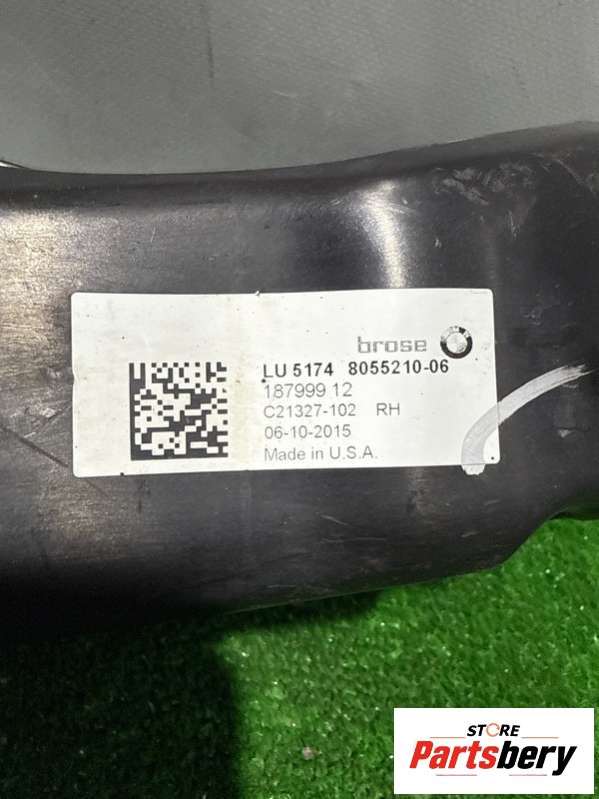 brose
LU 5174 8055210-06
187999 12
C21327-102 RH
06-10-2015
Made in U.S.A.
STORE
Partsbery